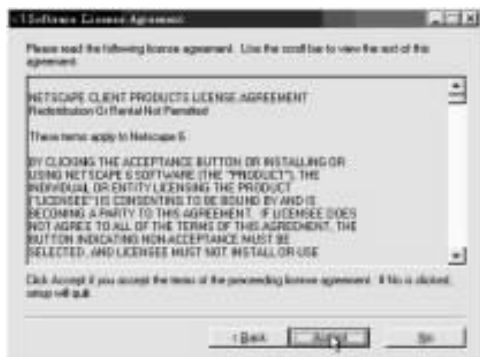 Software License Agreement
Please read the following license agreement. Use the scroll bar to view the rest of this
agreement.
NETSCAPE CLIENT PRODUCTS LICENSE AGREEMENT
Redistribution Or Rental Not Permitted
These terms apply to Netscape 6
BY CLICKING THE ACCEPTANCE BUTTON OR INSTALLING OR
USING NETSCAPE 6 SOFTWARE (THE "PRODUCT"), THE
INDIVIDUAL OR ENTITY LICENSING THE PRODUCT
("LICENSEE") IS CONSENTING TO BE BOUND BY AND IS
BECOMING A PARTY TO THIS AGREEMENT. IF LICENSEE DOES
NOT AGREE TO ALL OF THE TERMS OF THIS AGREEMENT, THE
BUTTON INDICATING NON-ACCEPTANCE MUST BE
SELECTED, AND LICENSEE MUST NOT INSTALL OR USE
Click Accept if you accept the terms of the preceeding license agreement. If No is clicked,
setup will quit.
< Back Accept No